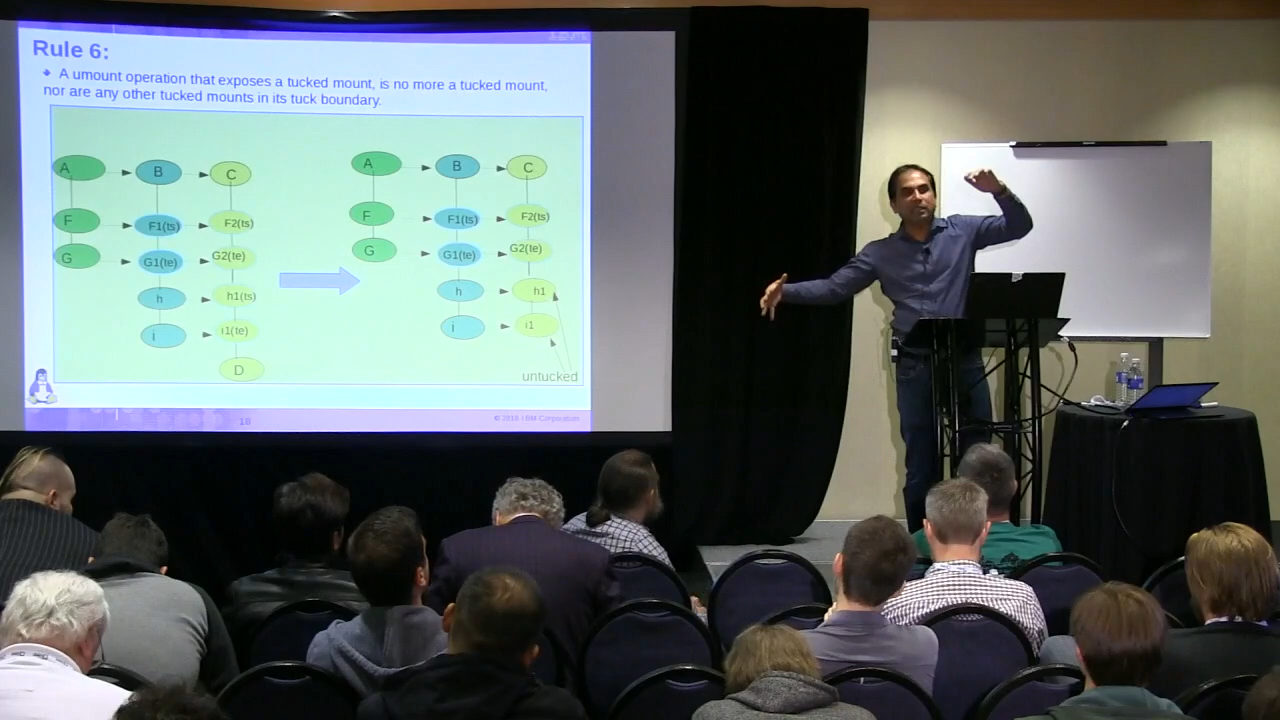 IBM
Rule 6:
A umount operation that exposes a tucked mount, is no more a tucked mount,
nor are any other tucked mounts in its tuck boundary.
A B C A B C
F F1(ts) F2(ts) F F1(ts) F2(ts)
G G1(te) G2(te) G G1(te) G2(te)
h h1(ts) h h1
i i1(te) i i1
D
untucked
18
IBM Corporation